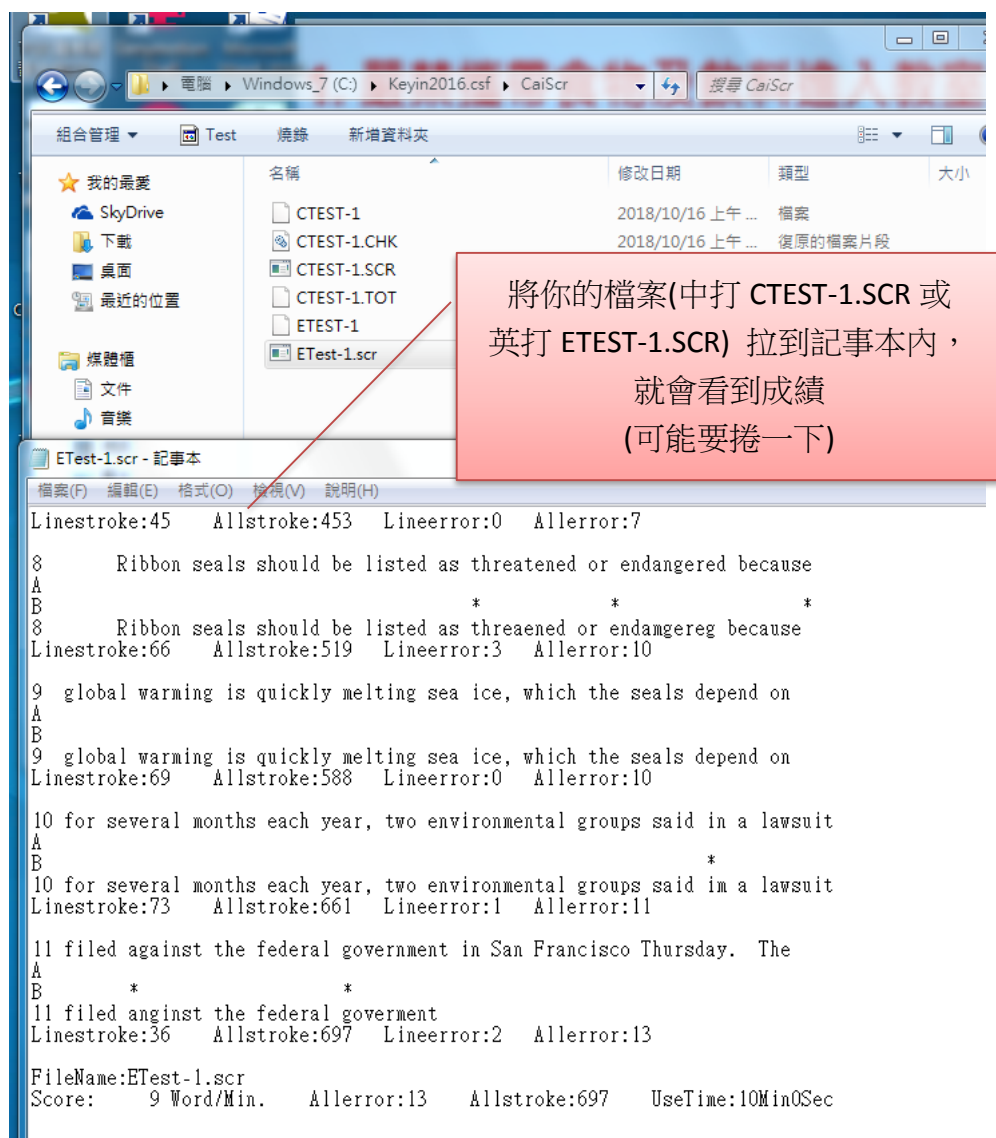 電腦 ▸ Windows_7 (C:) ▸ Keyin2016.csf ▸ CaiScr
搜尋 CaiScr
組合管理 Test 燒錄 新增資料夾
名稱 修改日期 類型 大小
我的最愛
SkyDrive
下載
桌面
最近的位置
媒體櫃
文件
音樂
CTEST-1 2018/10/16 上午 ... 檔案
CTEST-1.CHK 2018/10/16 上午 ... 復原的檔案片段
CTEST-1.SCR
CTEST-1.TOT
ETEST-1
ETest-1.scr
將你的檔案(中打 CTEST-1.SCR 或
英打 ETEST-1.SCR) 拉到記事本內，
就會看到成績
(可能要捲一下)
ETest-1.scr - 記事本
檔案(F) 編輯(E) 格式(O) 檢視(V) 說明(H)
Linestroke:45 Allstroke:453 Lineerror:0 Allerror:7
8 Ribbon seals should be listed as threatened or endangered because
A
B * * *
8 Ribbon seals should be listed as threaened or endamgereg because
Linestroke:66 Allstroke:519 Lineerror:3 Allerror:10
9 global warming is quickly melting sea ice, which the seals depend on
A
B
9 global warming is quickly melting sea ice, which the seals depend on
Linestroke:69 Allstroke:588 Lineerror:0 Allerror:10
10 for several months each year, two environmental groups said in a lawsuit
A
B *
10 for several months each year, two environmental groups said im a lawsuit
Linestroke:73 Allstroke:661 Lineerror:1 Allerror:11
11 filed against the federal government in San Francisco Thursday. The
A
B * *
11 filed anginst the federal goverment
Linestroke:36 Allstroke:697 Lineerror:2 Allerror:13
FileName:ETest-1.scr
Score: 9 Word/Min. Allerror:13 Allstroke:697 UseTime:10Min0Sec